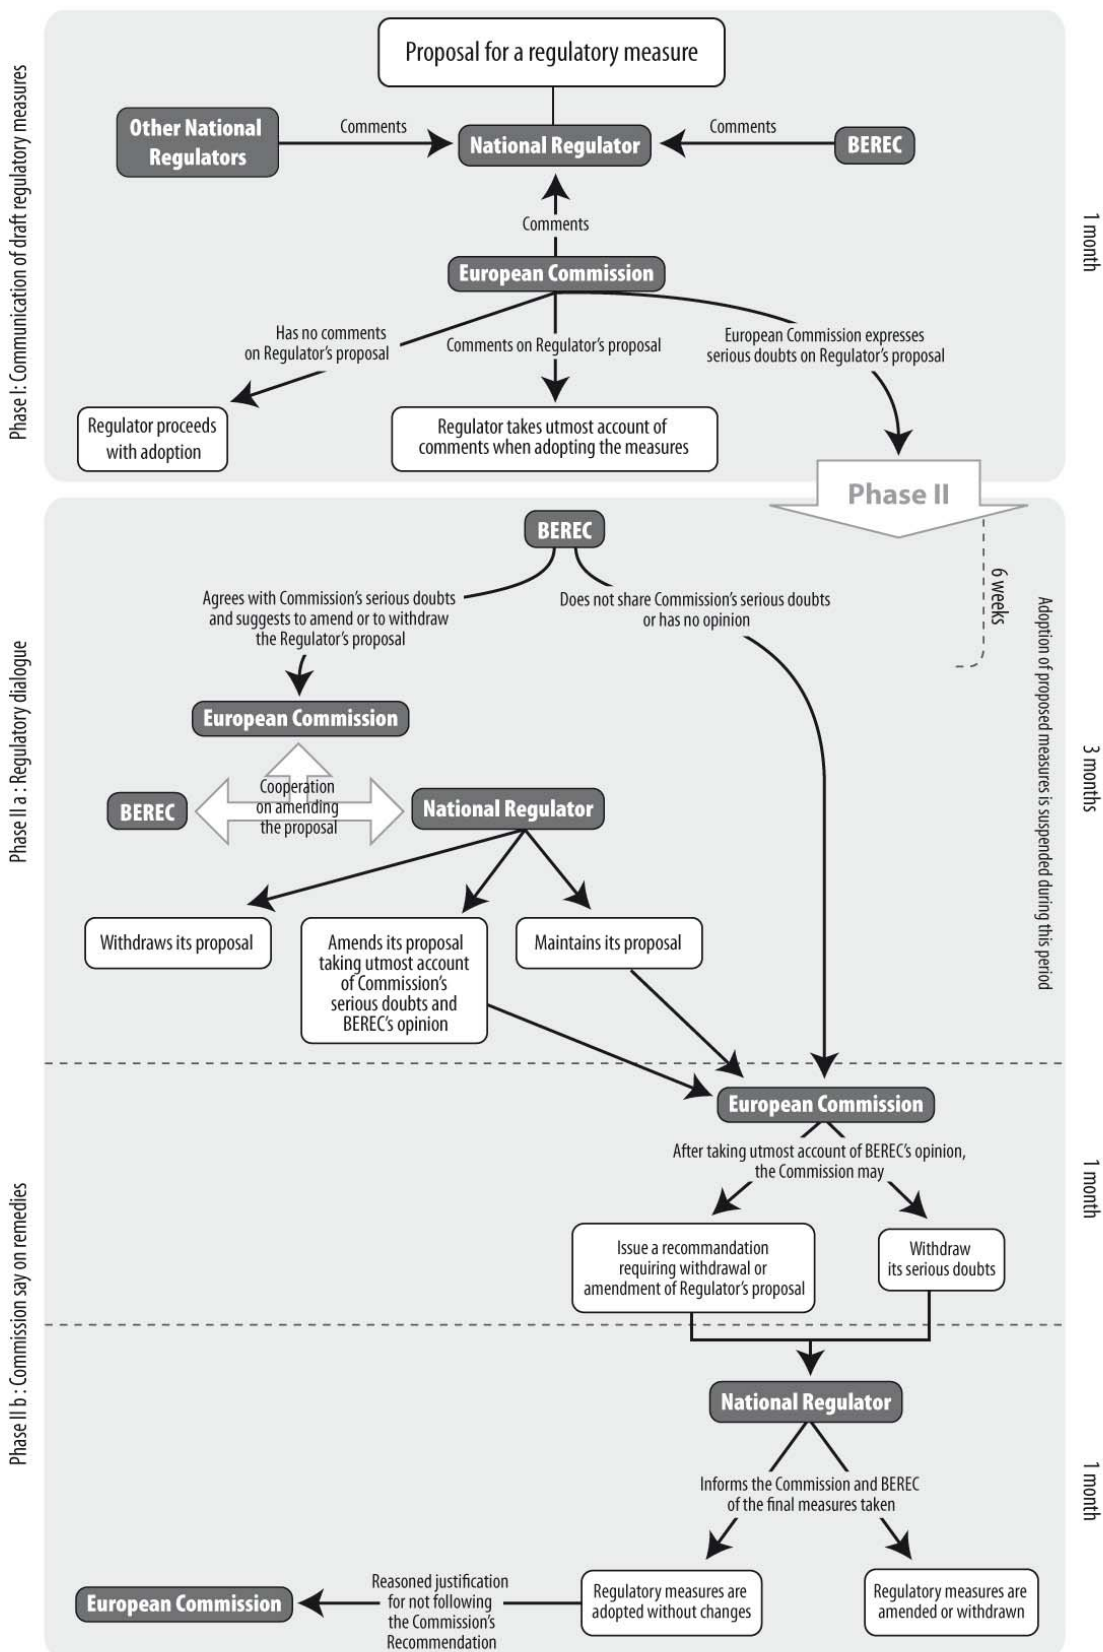 Phase I: Communication of draft regulatory measures
Proposal for a regulatory measure
Other National
Regulators
Comments
National Regulator
Comments
BEREC
Comments
European Commission
1 month
Has no comments
on Regulator's proposal
Comments on Regulator's proposal
European Commission expresses
serious doubts on Regulator's proposal
Regulator proceeds
with adoption
Regulator takes utmost account of
comments when adopting the measures
Phase II
Phase II a : Regulatory dialogue
BEREC
Agrees with Commission's serious doubts
and suggests to amend or to withdraw
the Regulator's proposal
Does not share Commission's serious doubts
or has no opinion
6 weeks
Adoption of proposed measures is suspended during this period
3 months
European Commission
BEREC
Cooperation
on amending
the proposal
National Regulator
Withdraws its proposal
Amends its proposal
taking utmost account
of Commission's
serious doubts and
BEREC's opinion
Maintains its proposal
Phase II b : Commission say on remedies
European Commission
After taking utmost account of BEREC's opinion,
the Commission may
1 month
Issue a recommandation
requiring withdrawal or
amendment of Regulator's proposal
Withdraw
its serious doubts
National Regulator
Informs the Commission and BEREC
of the final measures taken
1 month
European Commission
Reasoned justification
for not following
the Commission's
Recommendation
Regulatory measures are
adopted without changes
Regulatory measures are
amended or withdrawn